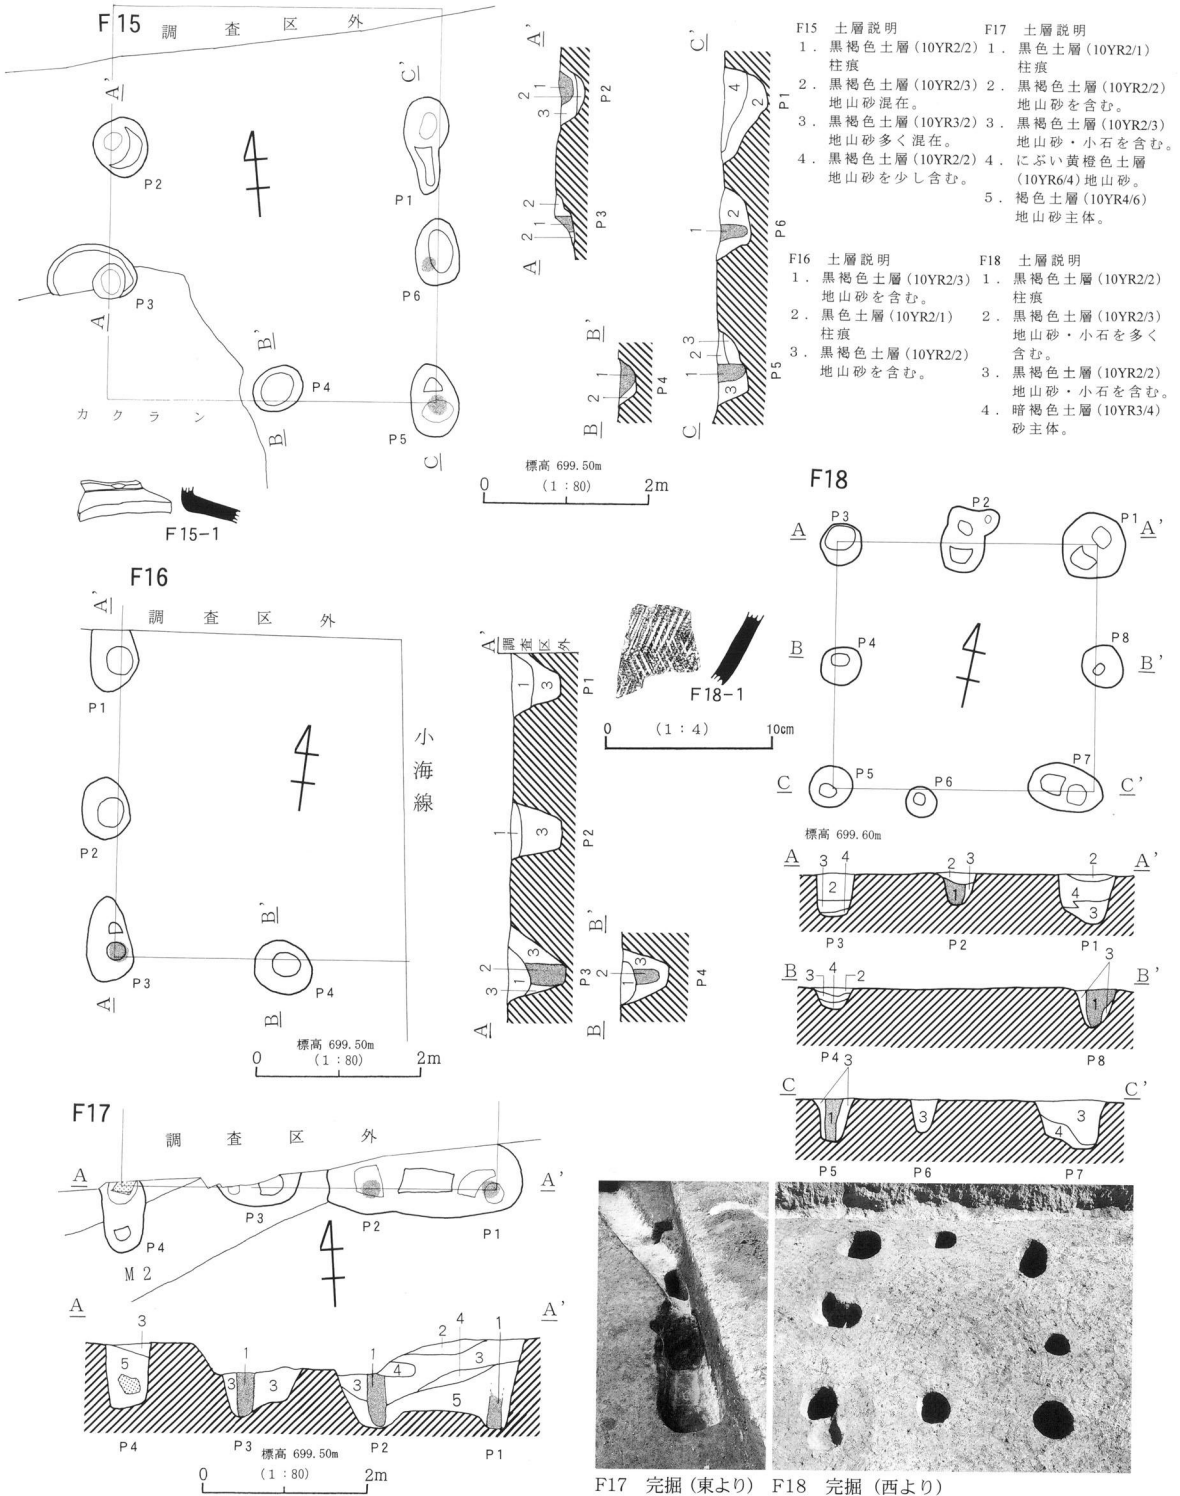 F15
調査区外
A'
C'
P2
P1
P3
P6
A
B'
P4
カクラン
B
P5
C
標高 699.50m
(1:80)
0 2m
F15-1
A'
1
2
3
P2
2
1
2
P3
A
B'
1
2
P4
B
C'
4
2
P1
2
1
P6
3
2
1
3
P5
C
F15 土層説明
1. 黒褐色土層(10YR2/2)
柱痕
2. 黒褐色土層(10YR2/3)
地山砂混在。
3. 黒褐色土層(10YR3/2)
地山砂多く混在。
4. 黒褐色土層(10YR2/2)
地山砂を少し含む。
F17 土層説明
1. 黒色土層(10YR2/1)
柱痕
2. 黒褐色土層(10YR2/2)
地山砂を含む。
3. 黒褐色土層(10YR2/3)
地山砂・小石を含む。
4. にぶい黄橙色土層
(10YR6/4)地山砂。
5. 褐色土層(10YR4/6)
地山砂主体。
F16 土層説明
1. 黒褐色土層(10YR2/3)
地山砂を含む。
2. 黒色土層(10YR2/1)
柱痕
3. 黒褐色土層(10YR2/2)
地山砂を含む。
F18 土層説明
1. 黒褐色土層(10YR2/2)
柱痕
2. 黒褐色土層(10YR2/3)
地山砂・小石を多く
含む。
3. 黒褐色土層(10YR2/2)
地山砂・小石を含む。
4. 暗褐色土層(10YR3/4)
砂主体。
F16
A'
調査区外
P1
P2
小海線
P3
A
B'
P4
B
標高 699.50m
(1:80)
0 2m
A'
調査区外
1
3
P1
1
3
P2
3
2
1
3
P3
A
B'
3
2
1
P4
B
F18-1
0 (1:4) 10cm
F18
A P3 P2 P1 A'
B P4 P8 B'
C P5 P6 P7 C'
標高 699.60m
A 3 4 2 3 2 A'
2 1 4 3
P3 P2 P1
B 3 4 2 3 B'
1
P4 P8
C 3 C'
1 3 3 4
P5 P6 P7
F17
調査区外
A A'
P4 P3 P2 P1
M2
A A'
3 1 1 2 4 1
5 3 3 3 4 3 5
P4 P3 P2 P1
標高 699.50m
(1:80)
0 2m
F17 完掘(東より)
F18 完掘(西より)